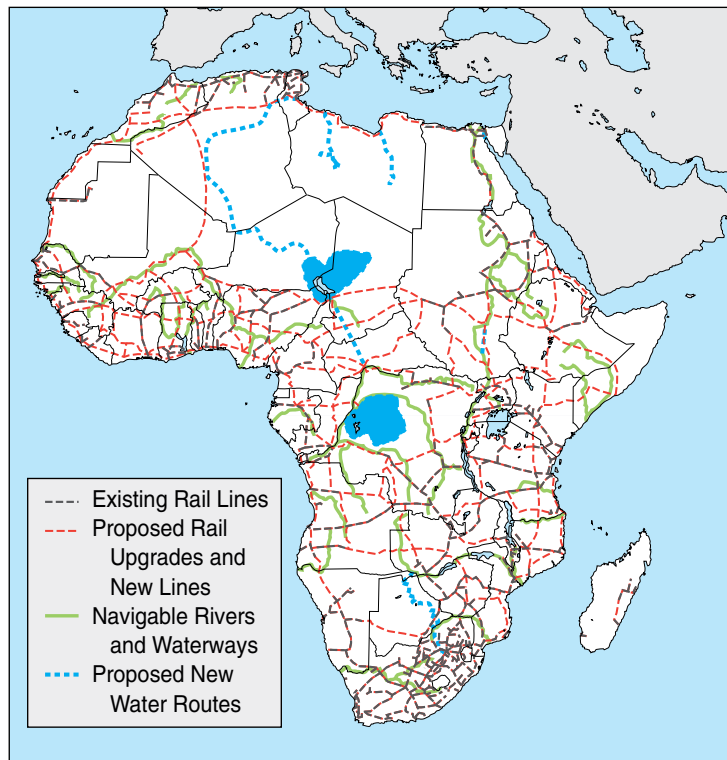 Existing Rail Lines
Proposed Rail
Upgrades and
New Lines
Navigable Rivers
and Waterways
Proposed New
Water Routes